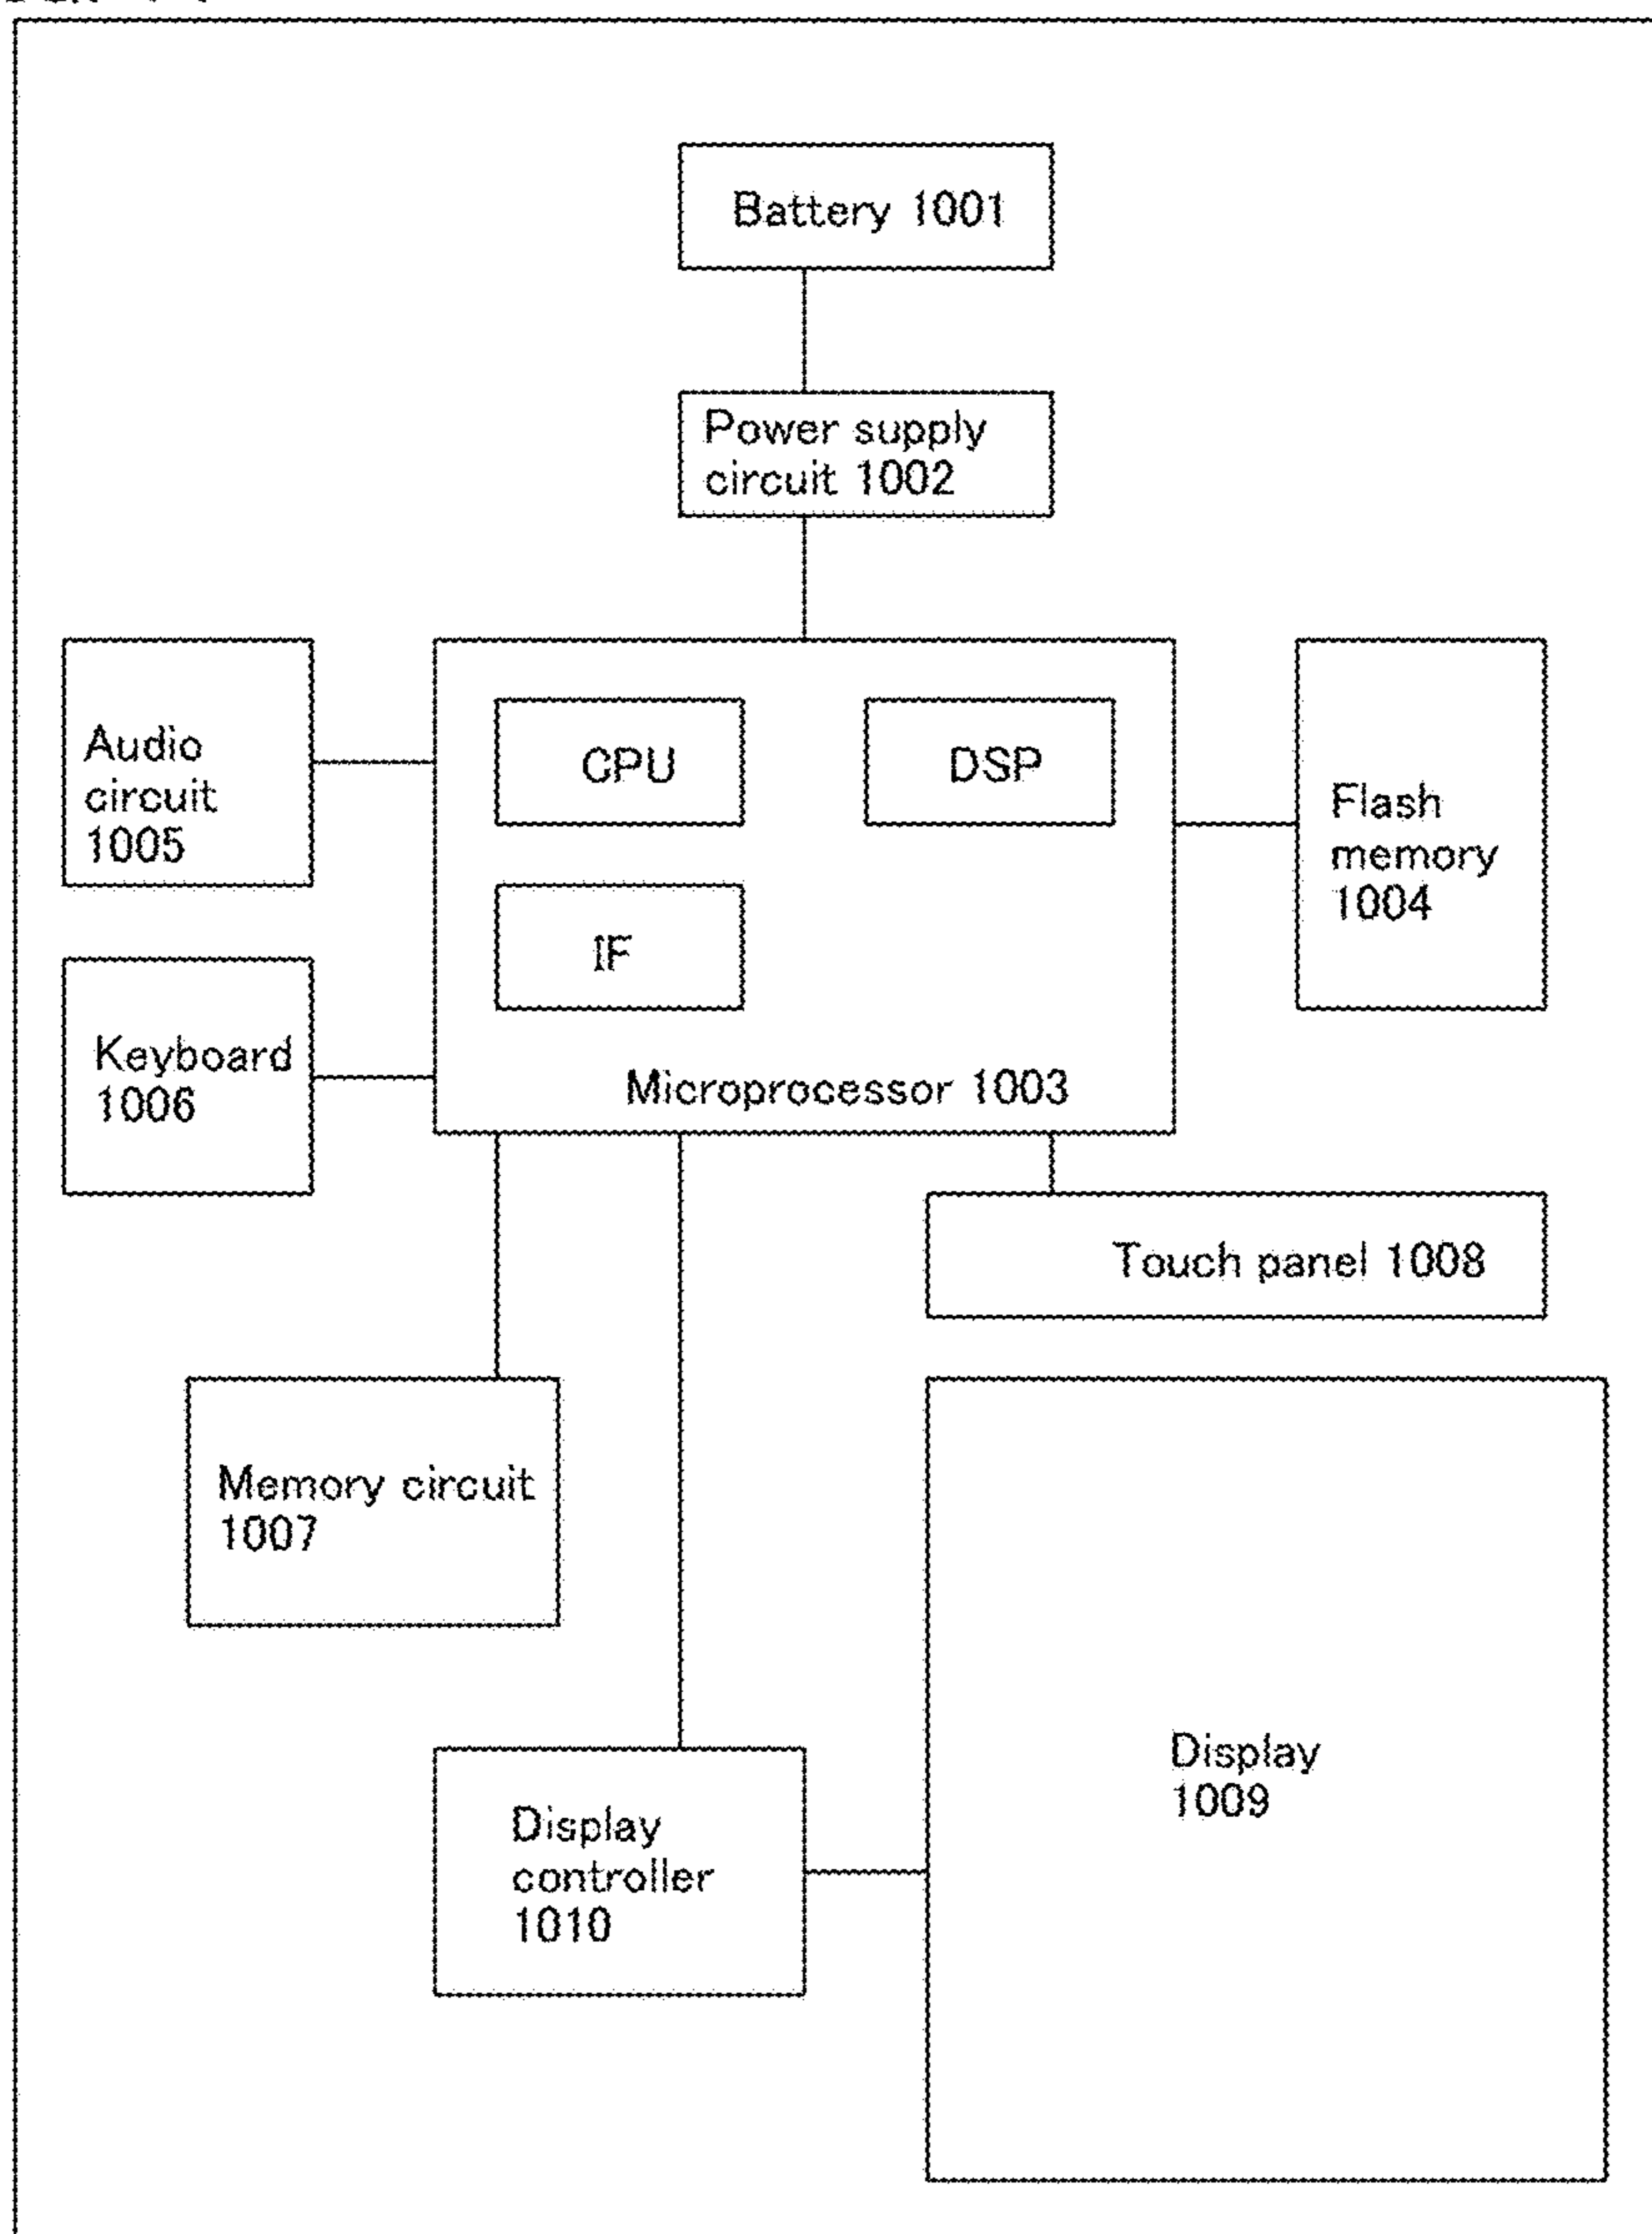 Battery 1001
Power supply
circuit 1002
Audio
circuit
1005
CPU
DSP
Flash
memory
1004
IF
Keyboard
1006
Microprocessor 1003
Touch panel 1008
Memory circuit
1007
Display
1009
Display
controller
1010